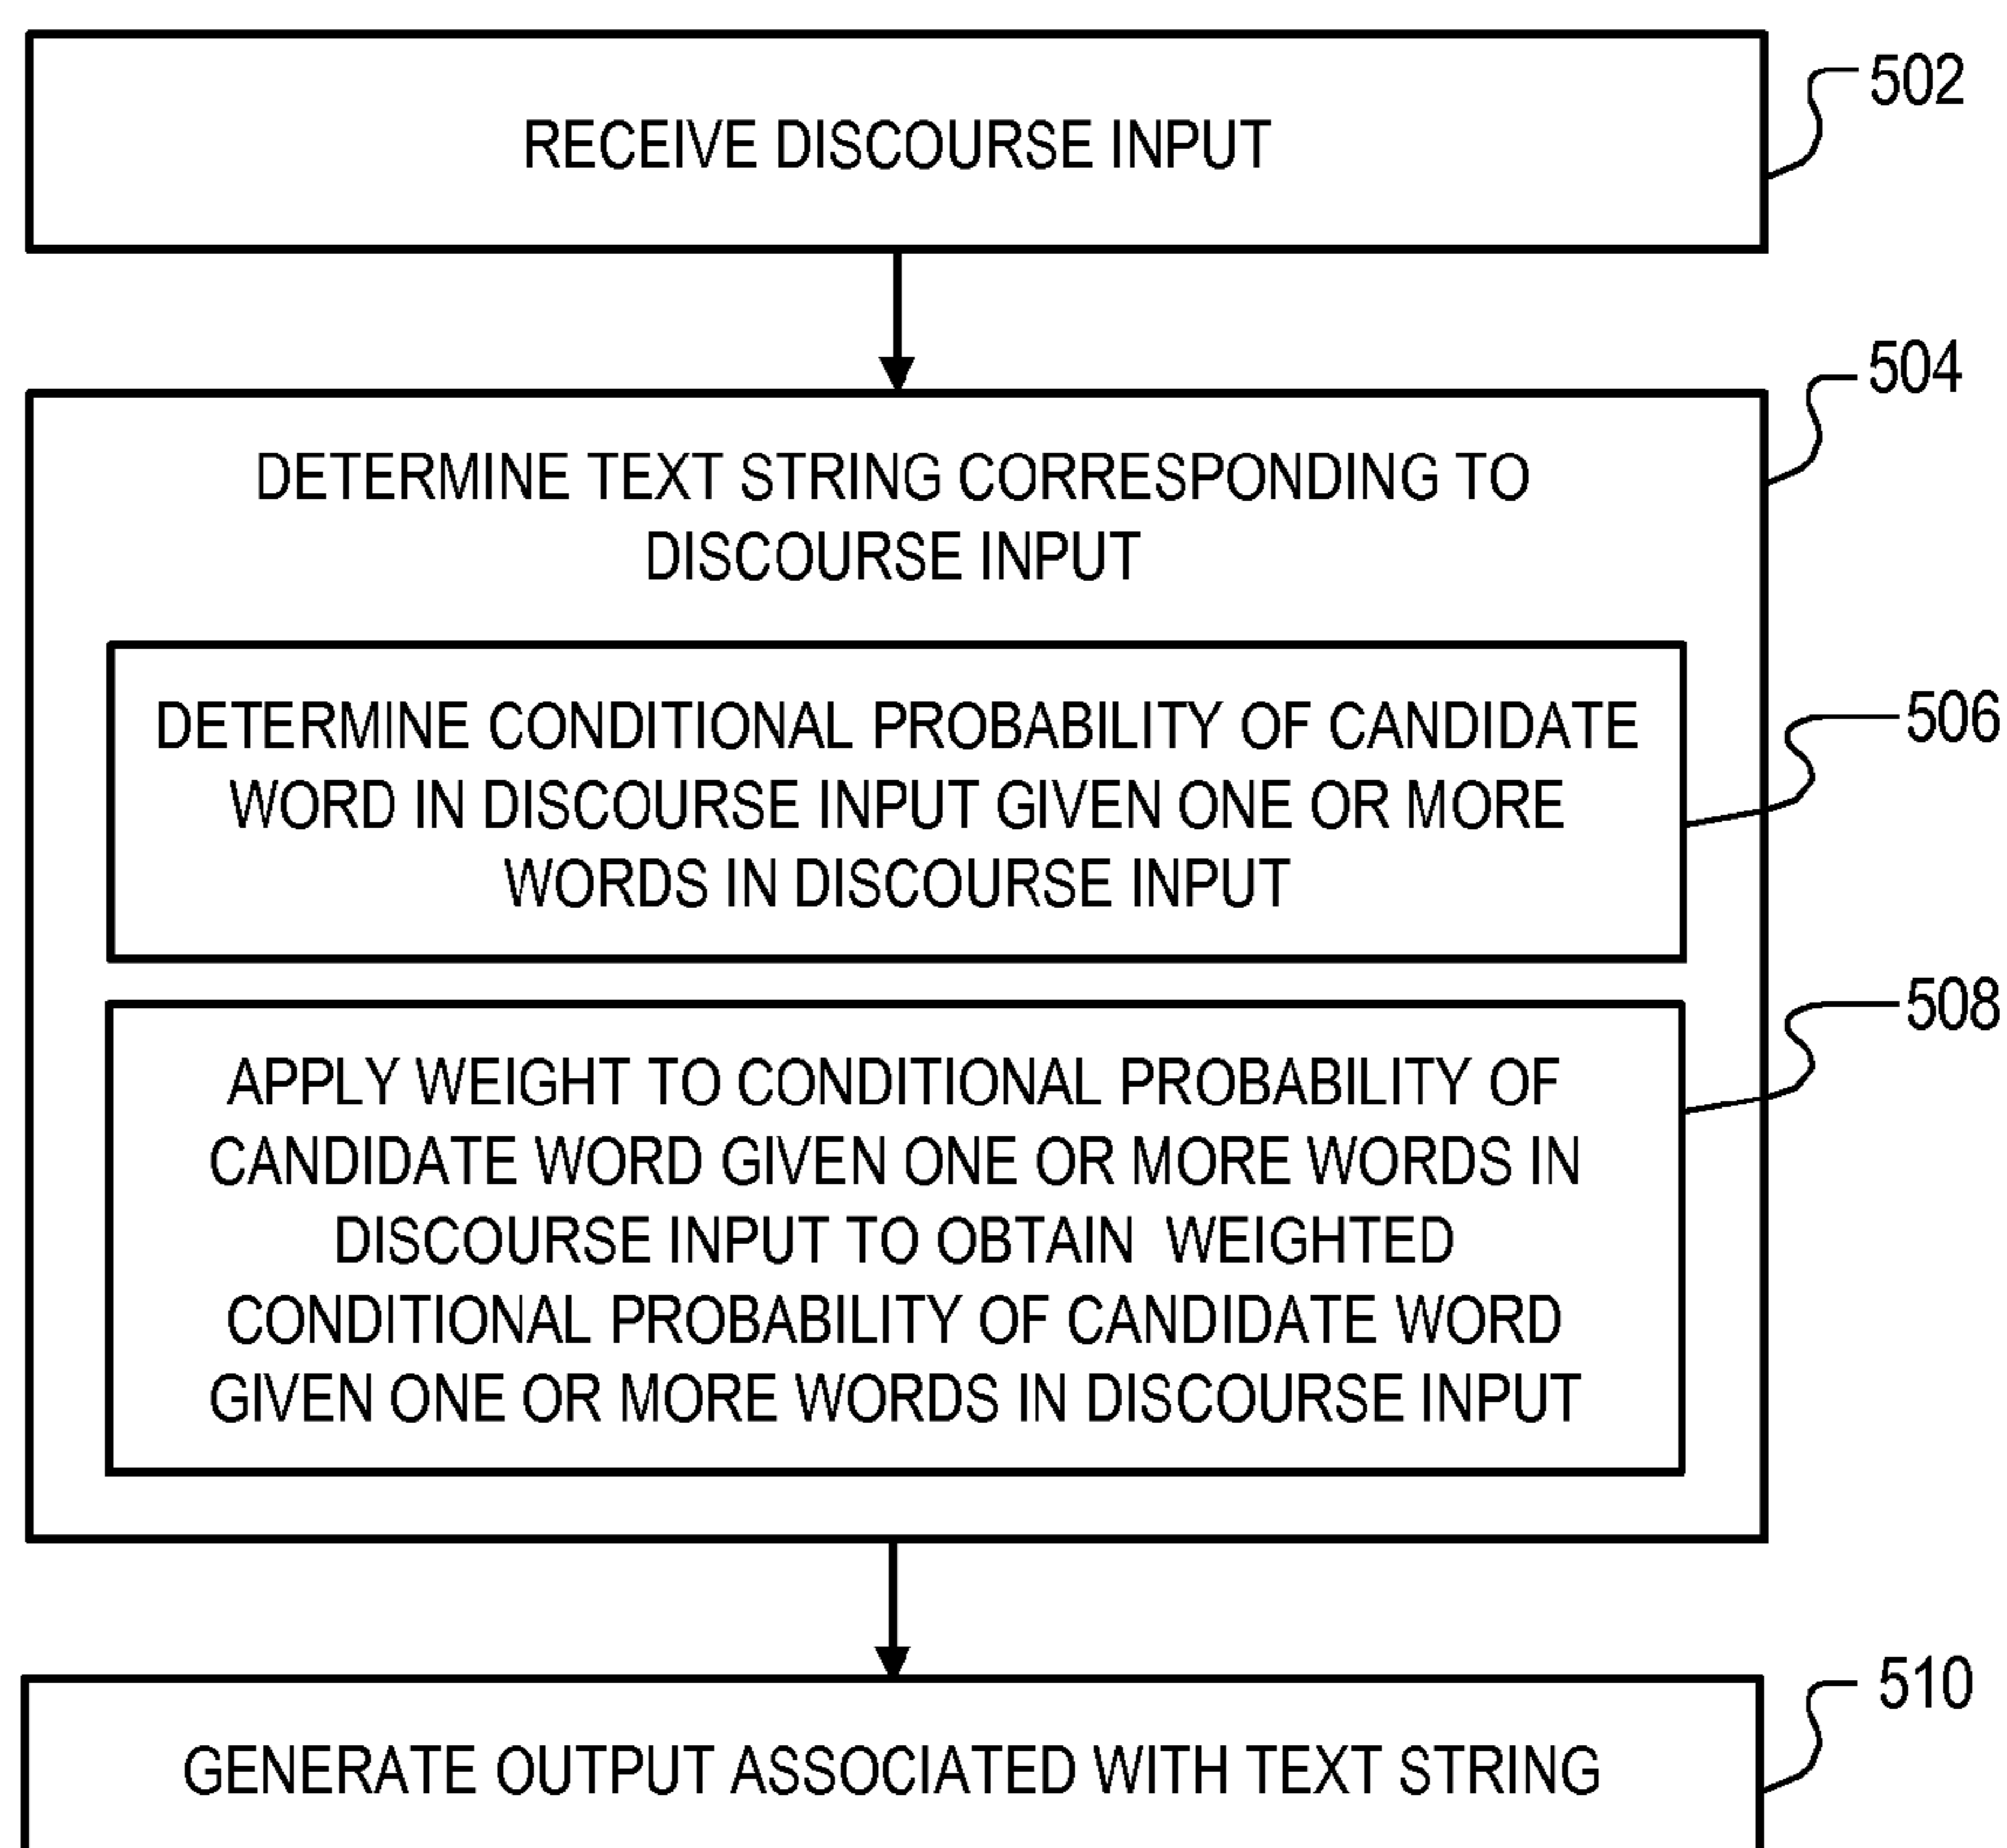 RECEIVE DISCOURSE INPUT
502
504
DETERMINE TEXT STRING CORRESPONDING TO
DISCOURSE INPUT
DETERMINE CONDITIONAL PROBABILITY OF CANDIDATE
WORD IN DISCOURSE INPUT GIVEN ONE OR MORE
WORDS IN DISCOURSE INPUT
506
508
APPLY WEIGHT TO CONDITIONAL PROBABILITY OF
CANDIDATE WORD GIVEN ONE OR MORE WORDS IN
DISCOURSE INPUT TO OBTAIN WEIGHTED
CONDITIONAL PROBABILITY OF CANDIDATE WORD
GIVEN ONE OR MORE WORDS IN DISCOURSE INPUT
510
GENERATE OUTPUT ASSOCIATED WITH TEXT STRING